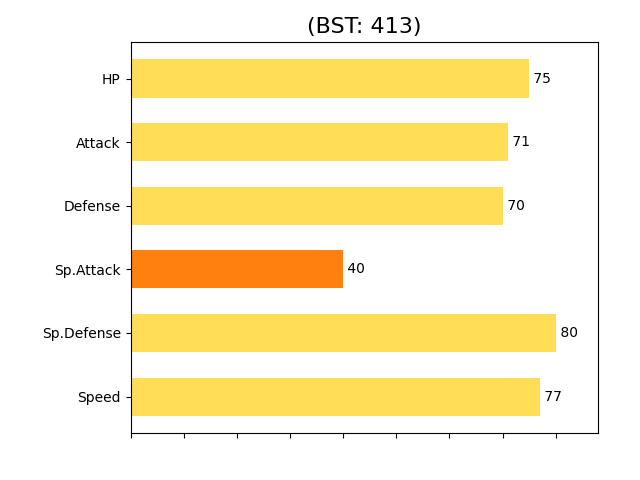 (BST: 413)
HP 75
Attack 71
Defense 70
Sp.Attack 40
Sp.Defense 80
Speed 77